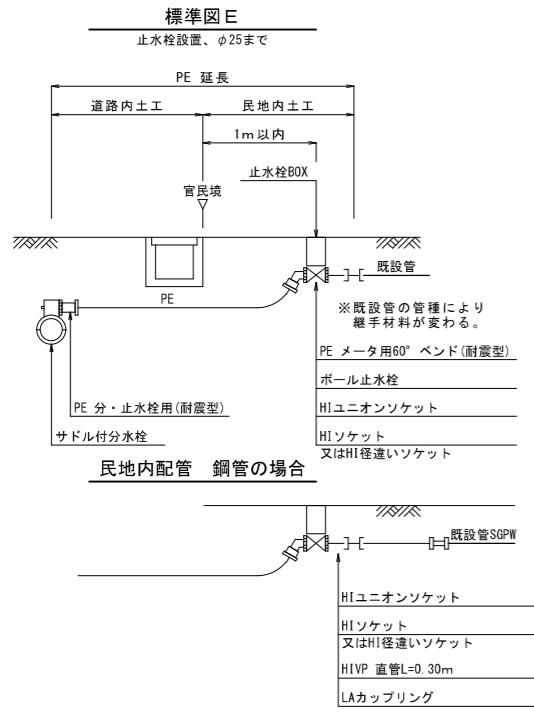 標準図E
止水栓設置、φ25まで
PE 延長
道路内土工
民地内土工
1m以内
止水栓BOX
官民境
既設管
PE
※既設管の管種により
継手材料が変わる。
PE メータ用60° ベンド(耐震型)
ボール止水栓
PE 分・止水栓用(耐震型)
HIユニオンソケット
サドル付分水栓
HIソケット
又はHI径違いソケット
民地内配管 鋼管の場合
既設管SGPW
HIユニオンソケット
HIソケット
又はHI径違いソケット
HIVP 直管L=0.30m
LAカップリング